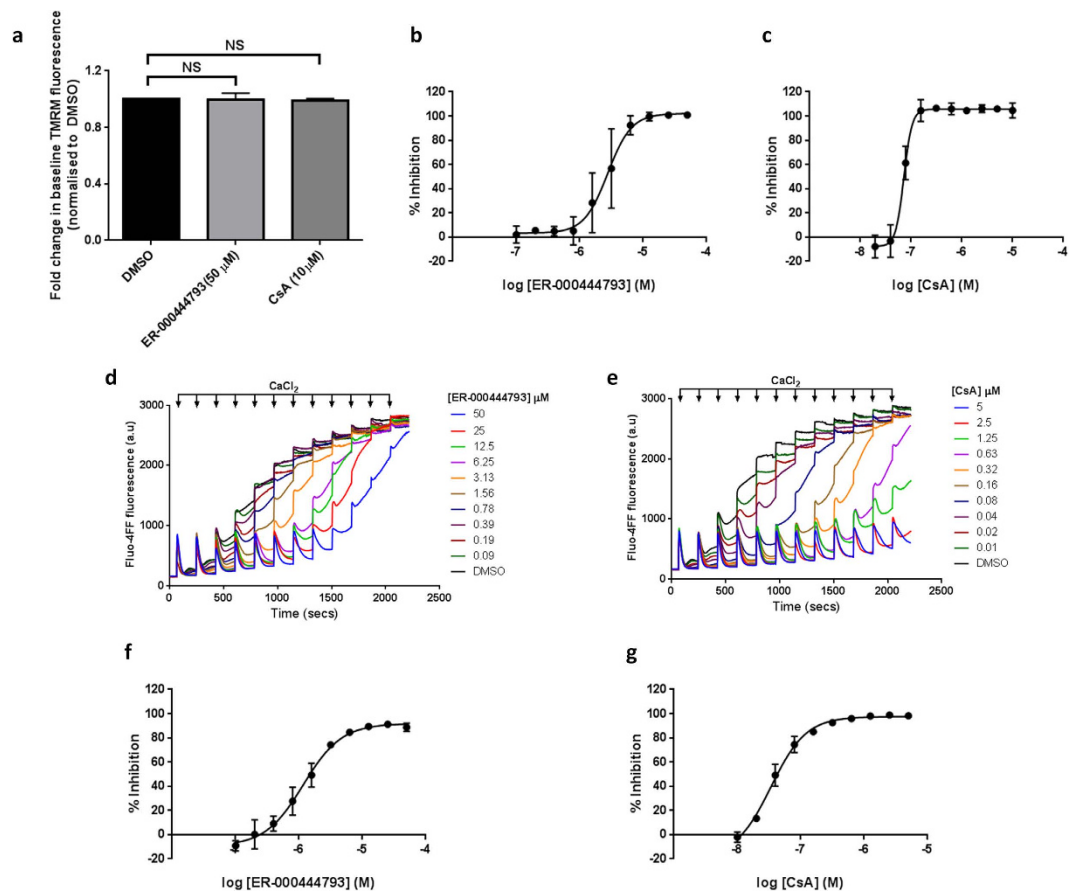 a
Fold change in baseline TMRM fluorescence
(normalised to DMSO)
NS
NS
1.2
0.8
0.4
0.0
DMSO
ER-000444793 (50 µM)
CsA (10 µM)
b
% Inhibition
120
100
80
60
40
20
0
-20
-7 -6 -5 -4
log [ER-000444793] (M)
c
% Inhibition
120
100
80
60
40
20
0
-20
-8 -7 -6 -5 -4
log [CsA] (M)
d
CaCl2
Fluo-4FF fluorescence (a.u)
3000
2000
1000
0
0 500 1000 1500 2000 2500
Time (secs)
[ER-000444793] µM
50
25
12.5
6.25
3.13
1.56
0.78
0.39
0.19
0.09
DMSO
e
CaCl2
Fluo-4FF fluorescence (a.u)
3000
2000
1000
0
0 500 1000 1500 2000 2500
Time (secs)
[CsA] µM
5
2.5
1.25
0.63
0.32
0.16
0.08
0.04
0.02
0.01
DMSO
f
% Inhibition
120
100
80
60
40
20
0
-20
-7 -6 -5 -4
log [ER-000444793] (M)
g
% Inhibition
120
100
80
60
40
20
0
-20
-9 -8 -7 -6 -5
log [CsA] (M)